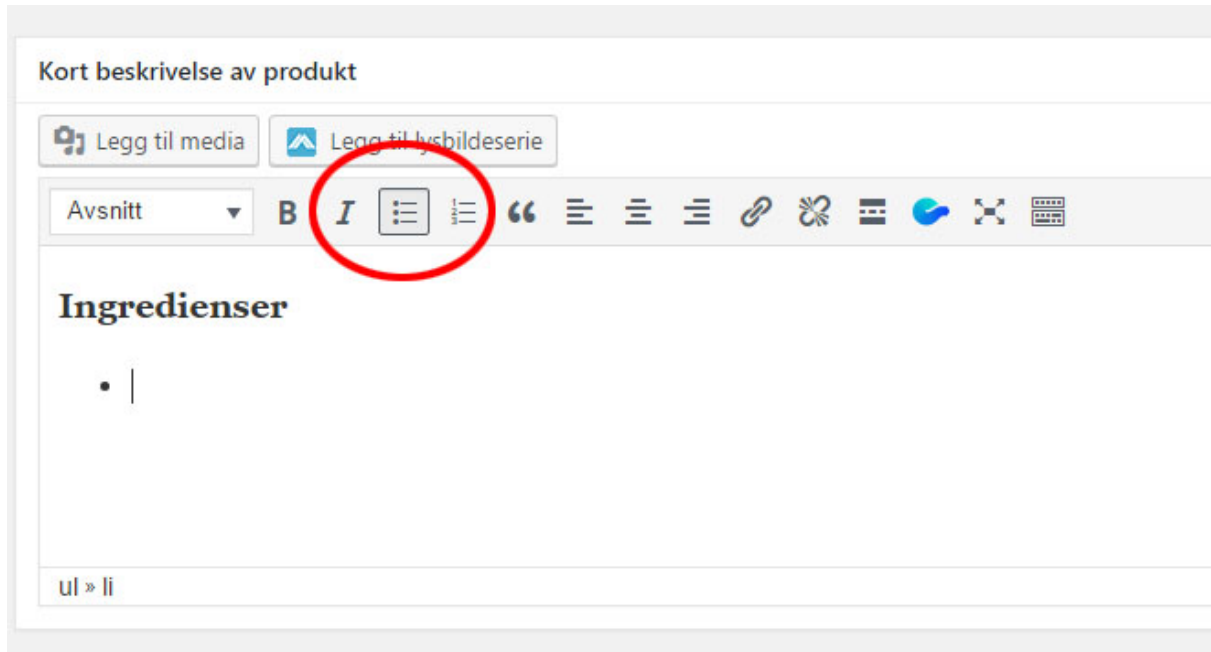 Kort beskrivelse av produkt
Legg til media Legg til lysbildeserie
Avsnitt B I
Ingredienser
ul » li